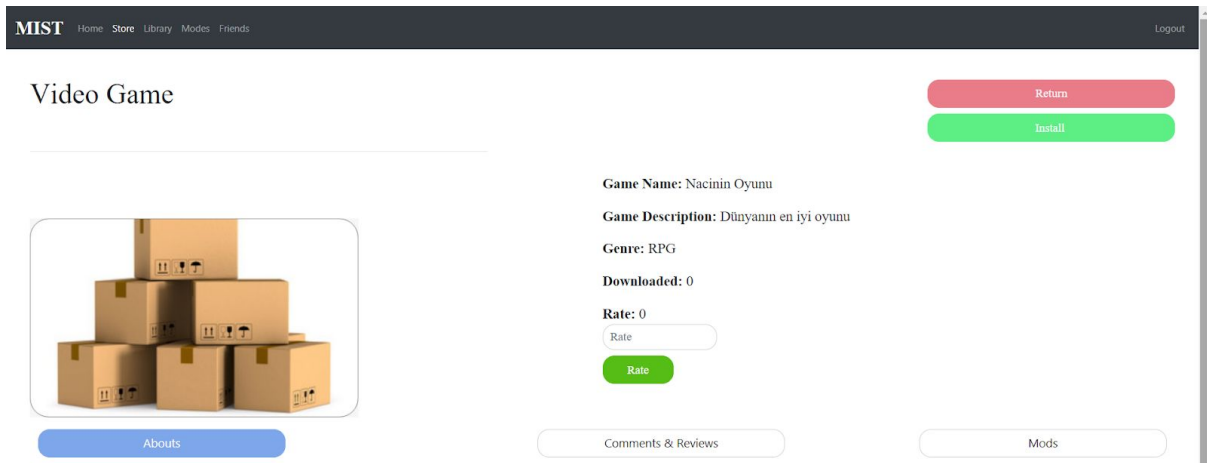 MIST Home Store Library Modes Friends Logout
Video Game
Return
Install
Game Name: Nacinin Oyunu
Game Description: Dünyanın en iyi oyunu
Genre: RPG
Downloaded: 0
Rate: 0
Rate
Rate
Abouts Comments & Reviews Mods